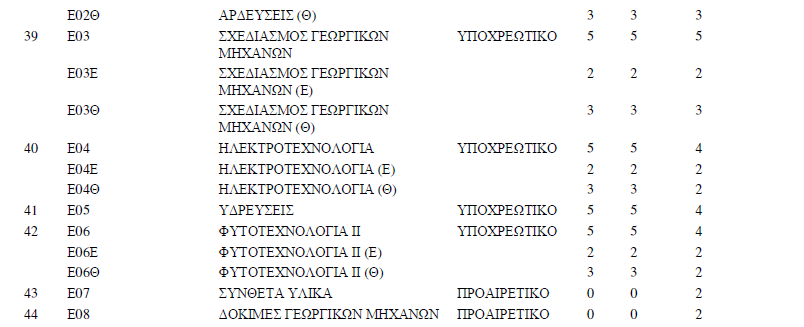 Ε02Θ ΑΡΔΕΥΣΕΙΣ (Θ) 3 3 3
39 Ε03 ΣΧΕΔΙΑΣΜΟΣ ΓΕΩΡΓΙΚΩΝ ΥΠΟΧΡΕΩΤΙΚΟ 5 5 5
ΜΗΧΑΝΩΝ
Ε03Ε ΣΧΕΔΙΑΣΜΟΣ ΓΕΩΡΓΙΚΩΝ 2 2 2
ΜΗΧΑΝΩΝ (Ε)
Ε03Θ ΣΧΕΔΙΑΣΜΟΣ ΓΕΩΡΓΙΚΩΝ 3 3 3
ΜΗΧΑΝΩΝ (Θ)
40 Ε04 ΗΛΕΚΤΡΟΤΕΧΝΟΛΟΓΙΑ ΥΠΟΧΡΕΩΤΙΚΟ 5 5 4
Ε04Ε ΗΛΕΚΤΡΟΤΕΧΝΟΛΟΓΙΑ (Ε) 2 2 2
Ε04Θ ΗΛΕΚΤΡΟΤΕΧΝΟΛΟΓΙΑ (Θ) 3 3 2
41 Ε05 ΥΔΡΕΥΣΕΙΣ ΥΠΟΧΡΕΩΤΙΚΟ 5 5 4
42 Ε06 ΦΥΤΟΤΕΧΝΟΛΟΓΙΑ ΙΙ ΥΠΟΧΡΕΩΤΙΚΟ 5 5 4
Ε06Ε ΦΥΤΟΤΕΧΝΟΛΟΓΙΑ ΙΙ (Ε) 2 2 2
Ε06Θ ΦΥΤΟΤΕΧΝΟΛΟΓΙΑ ΙΙ (Θ) 3 3 2
43 Ε07 ΣΥΝΘΕΤΑ ΥΛΙΚΑ ΠΡΟΑΙΡΕΤΙΚΟ 0 0 2
44 Ε08 ΔΟΚΙΜΕΣ ΓΕΩΡΓΙΚΩΝ ΜΗΧΑΝΩΝ ΠΡΟΑΙΡΕΤΙΚΟ 0 0 2